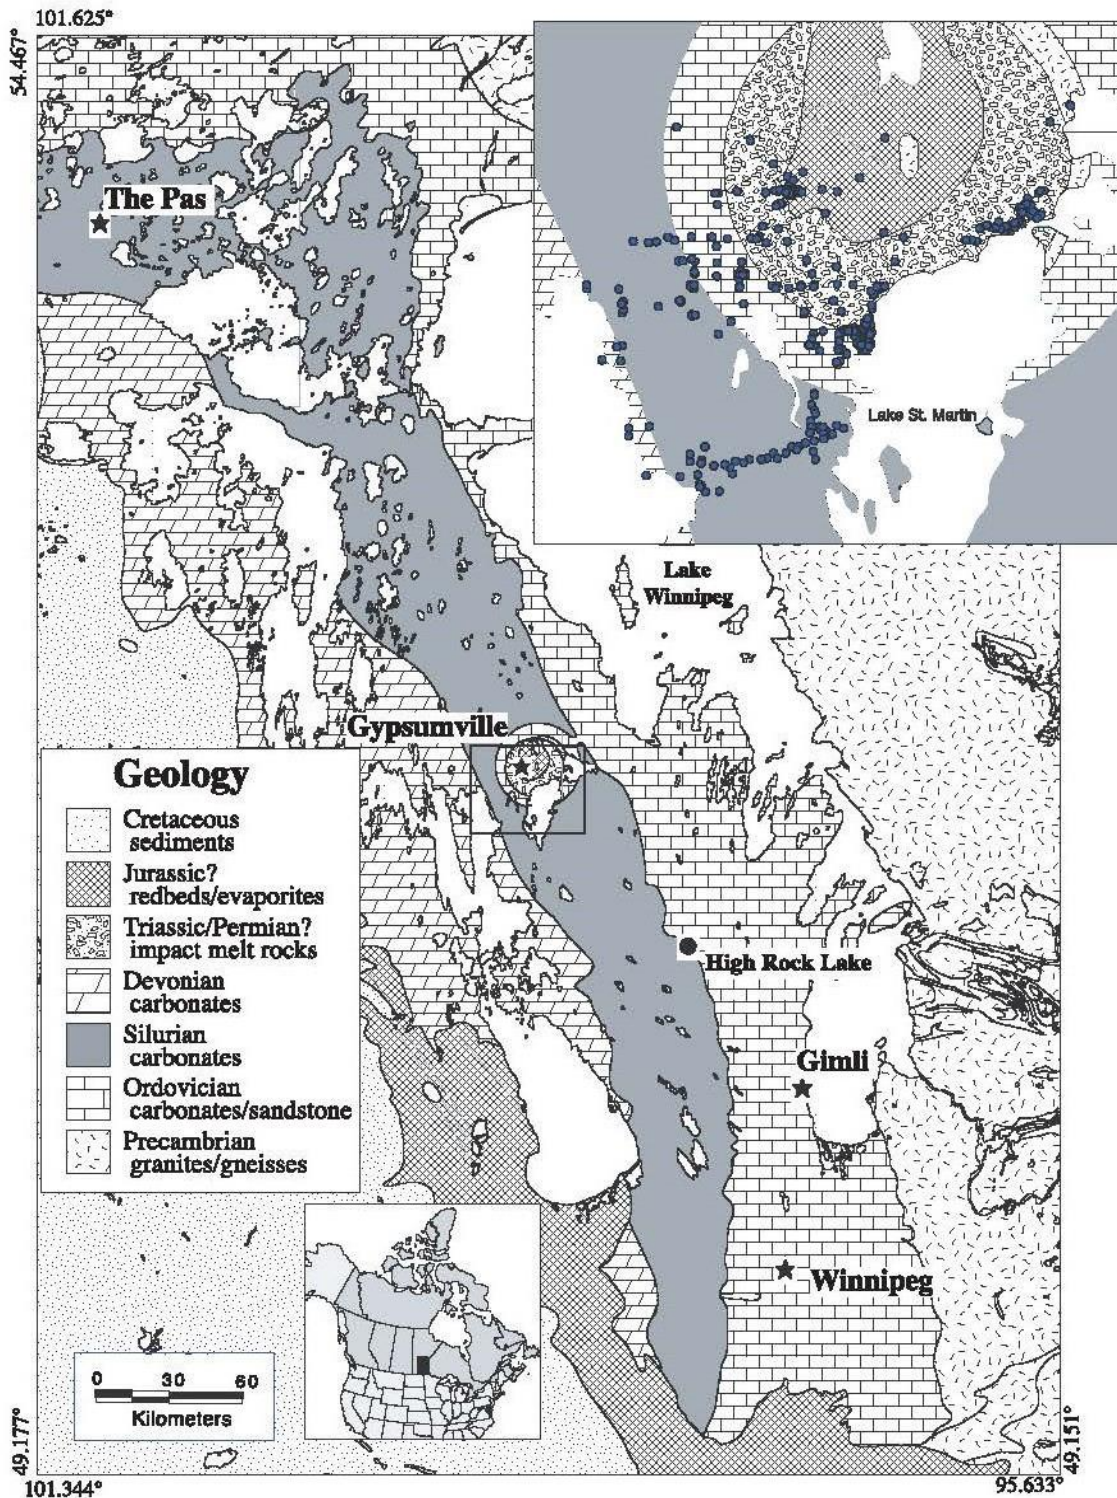 101.625°
54.467°
The Pas
Lake St. Martin
Lake
Winnipeg
Gypsumville
Geology
Cretaceous
sediments
Jurassic?
redbeds/evaporites
Triassic/Permian?
impact melt rocks
Devonian
carbonates
Silurian
carbonates
Ordovician
carbonates/sandstone
Precambrian
granites/gneisses
High Rock Lake
Gimli
Winnipeg
0 30 60
Kilometers
49.177°
49.151°
101.344°
95.633°